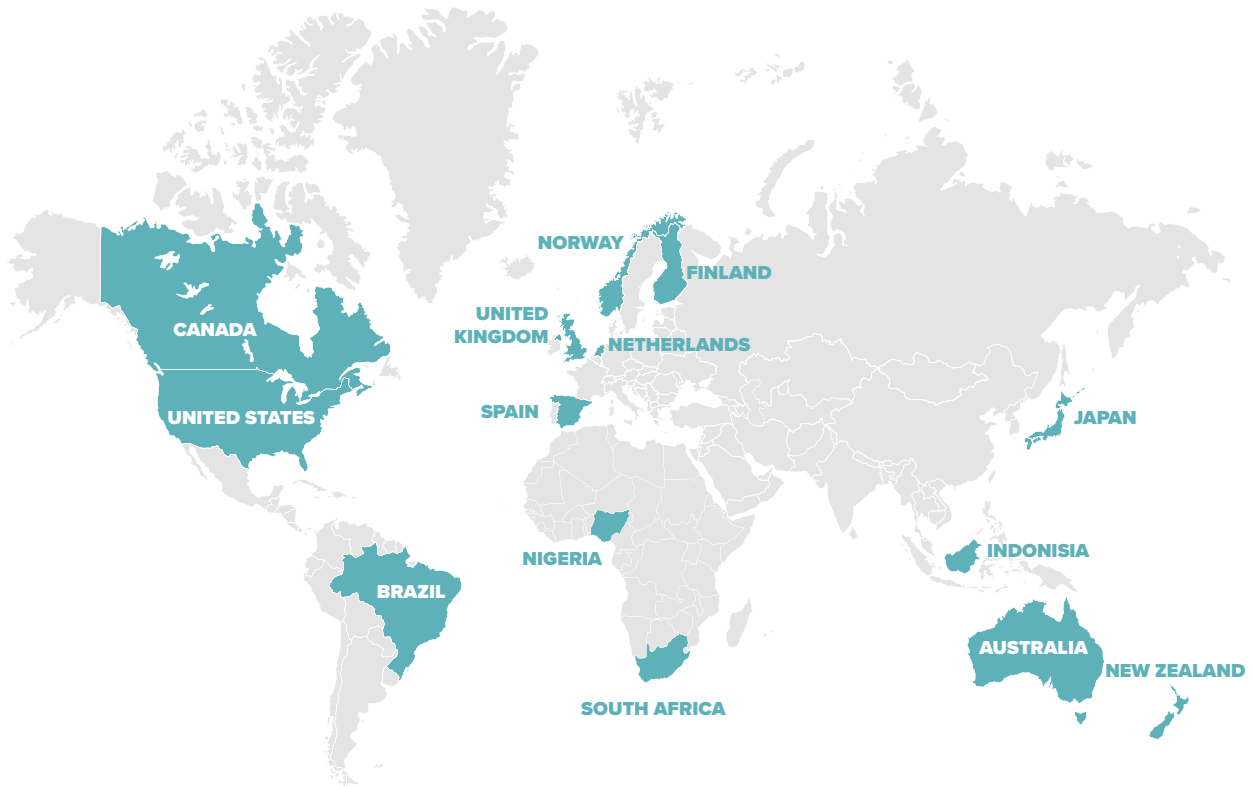 NORWAY
FINLAND
UNITED
KINGDOM
NETHERLANDS
CANADA
UNITED STATES
SPAIN
JAPAN
NIGERIA
INDONISIA
BRAZIL
AUSTRALIA
NEW ZEALAND
SOUTH AFRICA